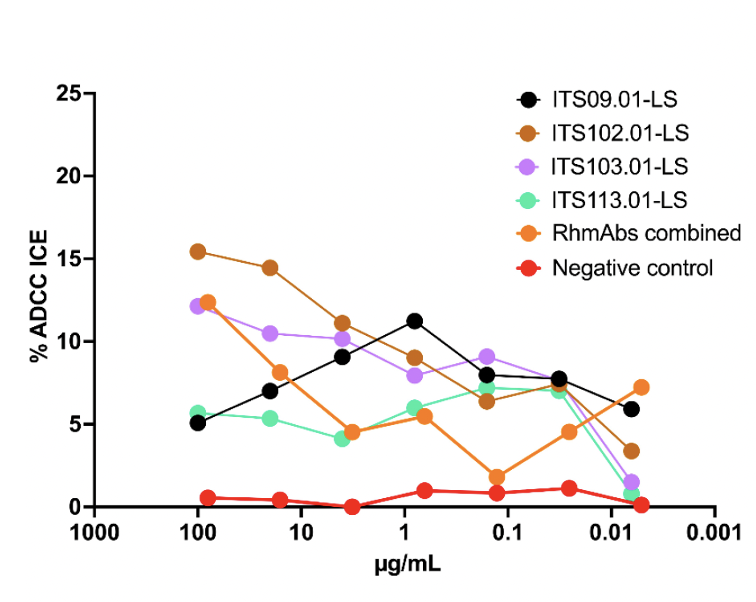 25
20
15
10
5
0
% ADCC ICE
1000 100 10 1 0.1 0.01 0.001
µg/mL
ITS09.01-LS
ITS102.01-LS
ITS103.01-LS
ITS113.01-LS
RhmAbs combined
Negative control